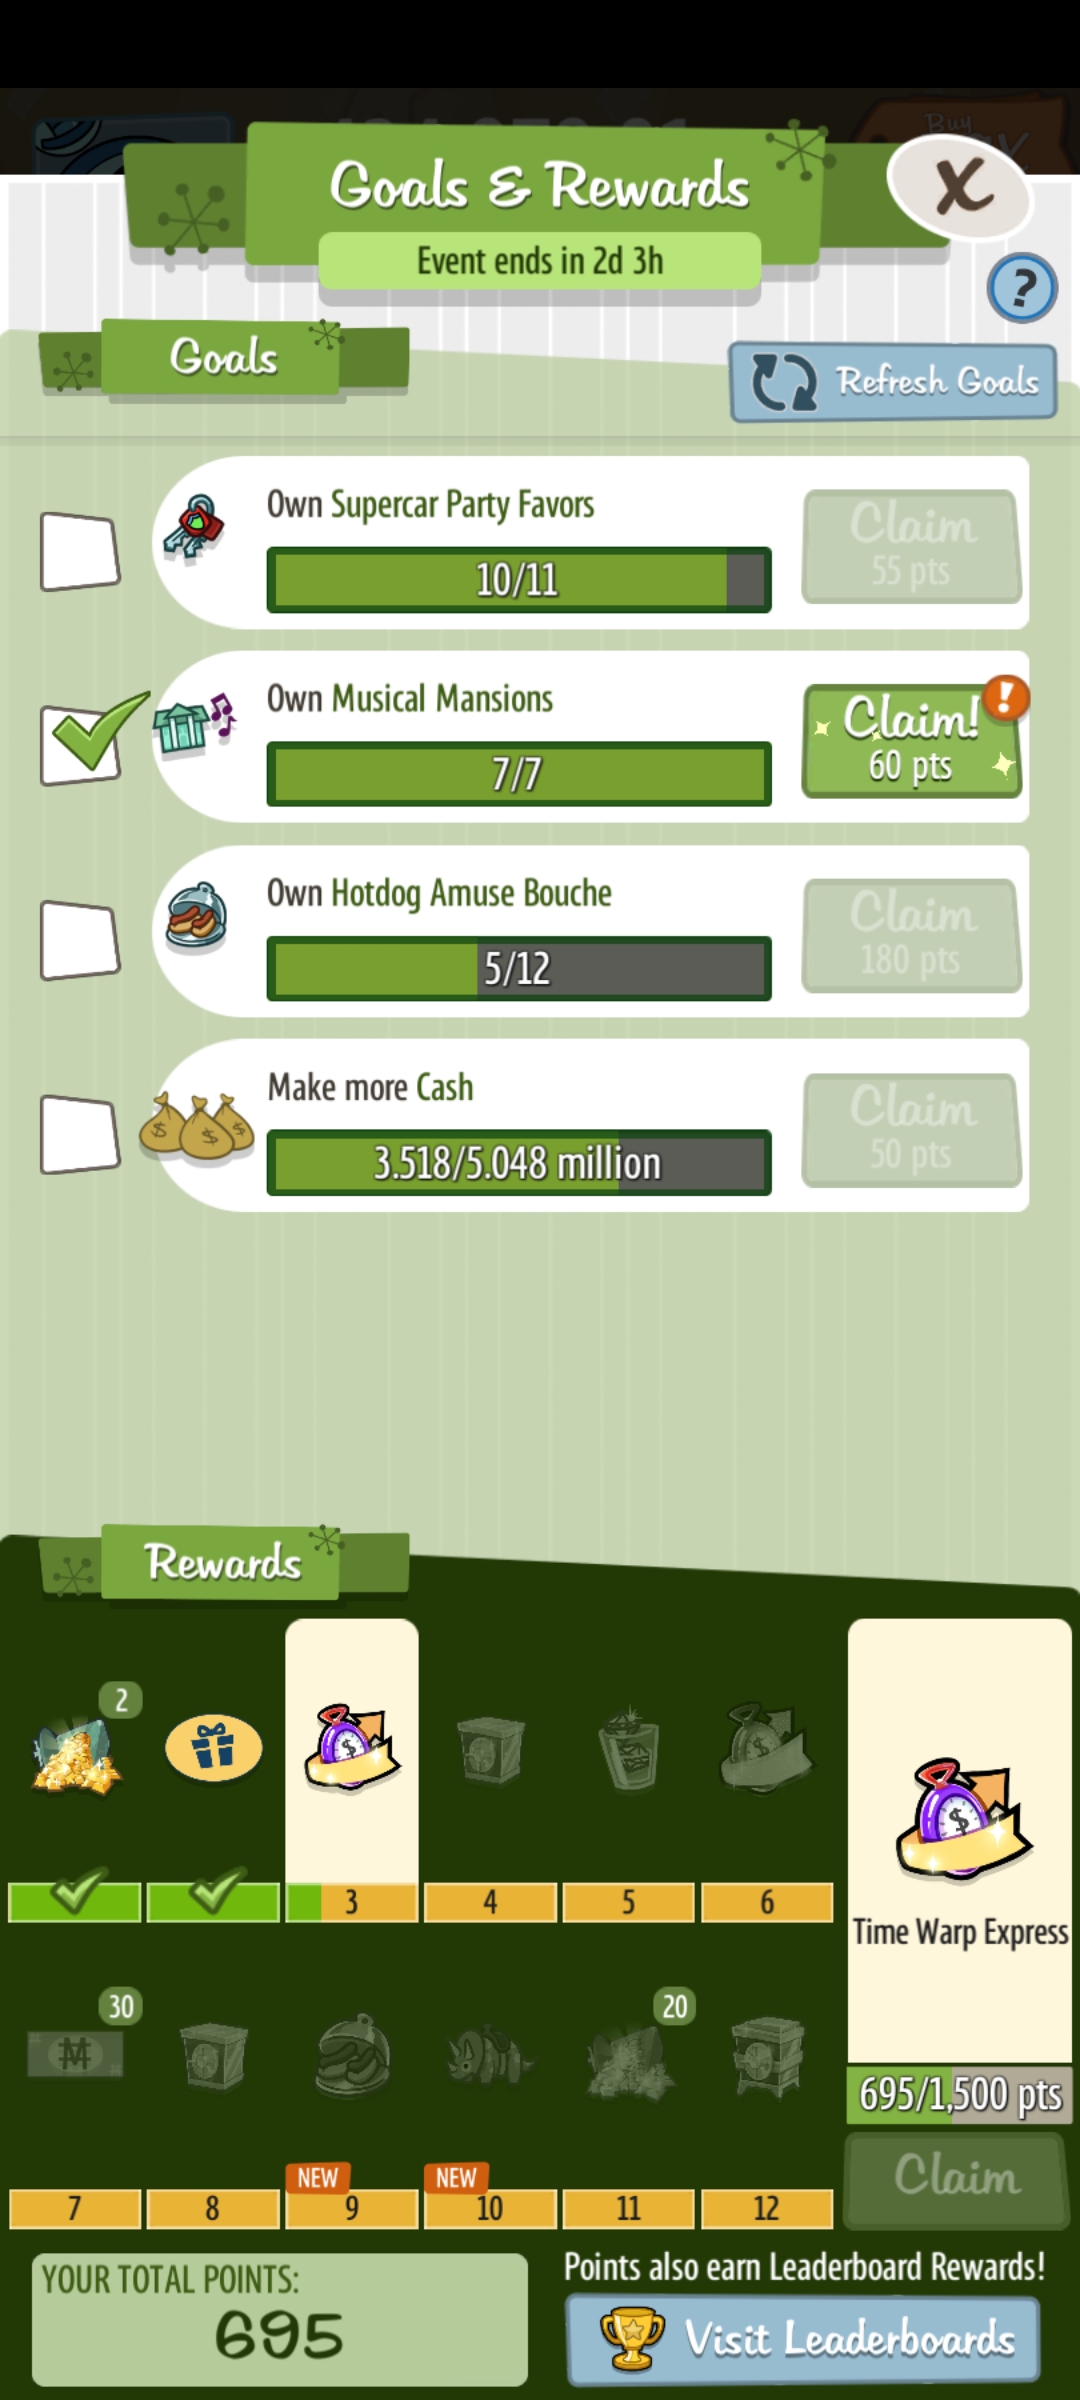 Buy
Goals & Rewards
X
Event ends in 2d 3h
?
Goals
Refresh Goals
Own Supercar Party Favors
10/11
Claim
55 pts
Own Musical Mansions
7/7
Claim!
!
60 pts
Own Hotdog Amuse Bouche
5/12
Claim
180 pts
Make more Cash
3.518/5.048 million
Claim
50 pts
Rewards
2
3
4
5
6
Time Warp Express
30
20
695/1,500 pts
NEW
NEW
Claim
7
8
9
10
11
12
YOUR TOTAL POINTS:
695
Points also earn Leaderboard Rewards!
Visit Leaderboards